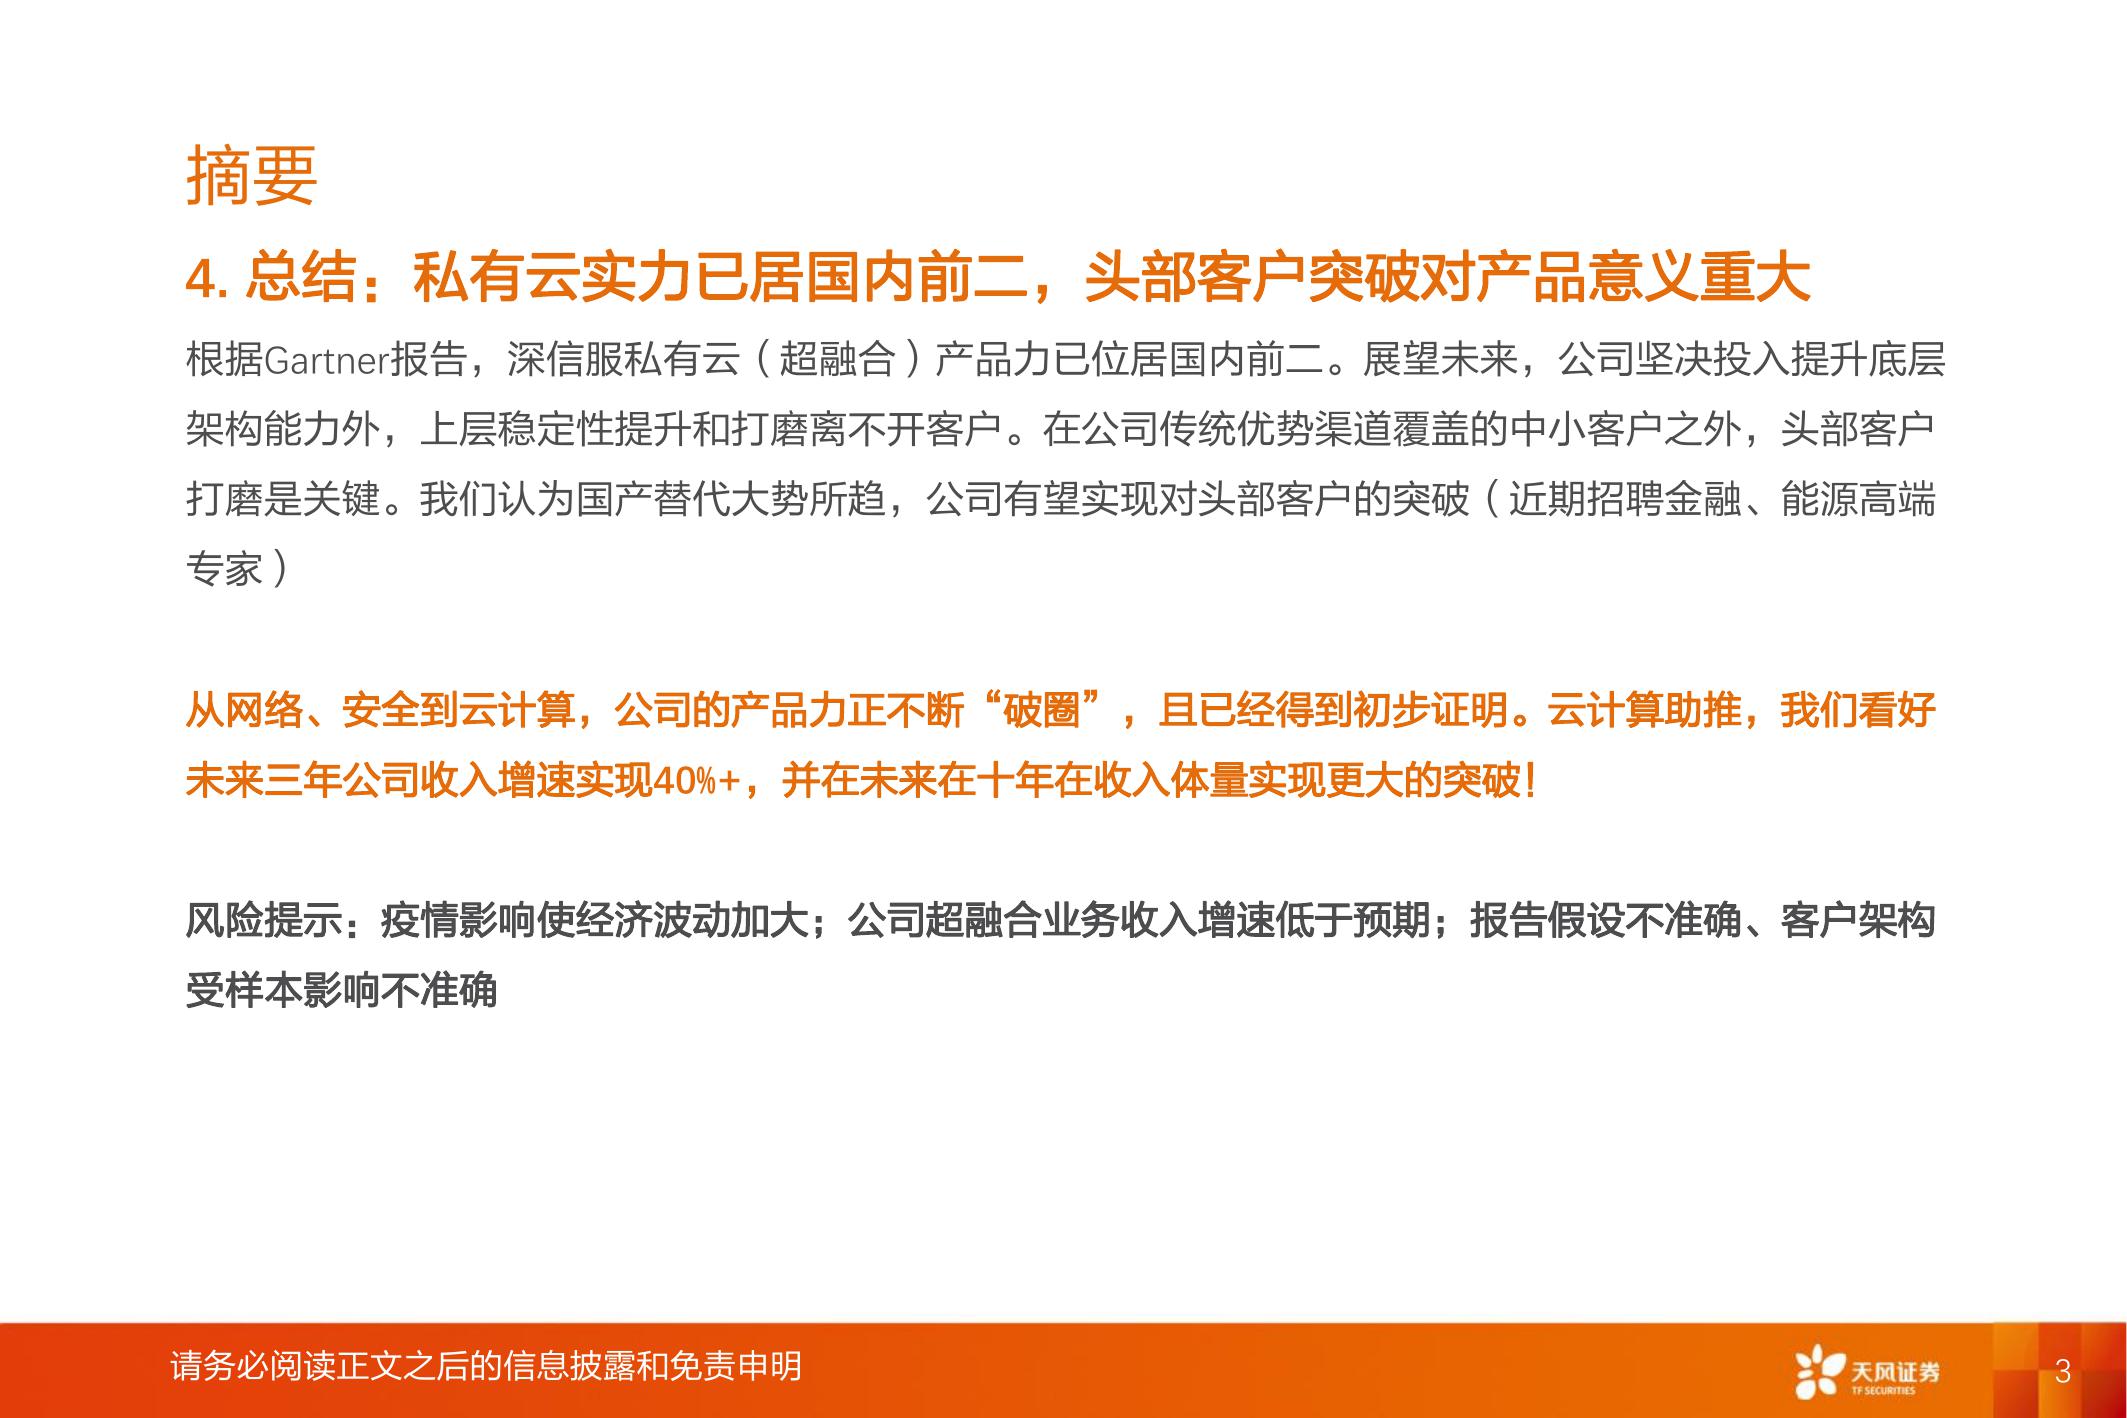 摘要
4. 总结：私有云实力已居国内前二，头部客户突破对产品意义重大
根据Gartner报告，深信服私有云（超融合）产品力已位居国内前二。展望未来，公司坚决投入提升底层
架构能力外，上层稳定性提升和打磨离不开客户。在公司传统优势渠道覆盖的中小客户之外，头部客户
打磨是关键。我们认为国产替代大势所趋，公司有望实现对头部客户的突破（近期招聘金融、能源高端
专家）
从网络、安全到云计算，公司的产品力正不断“破圈”，且已经得到初步证明。云计算助推，我们看好
未来三年公司收入增速实现40%+，并在未来在十年在收入体量实现更大的突破！
风险提示：疫情影响使经济波动加大；公司超融合业务收入增速低于预期；报告假设不准确、客户架构
受样本影响不准确
请务必阅读正文之后的信息披露和免责申明
天风证券
TF SECURITIES
3